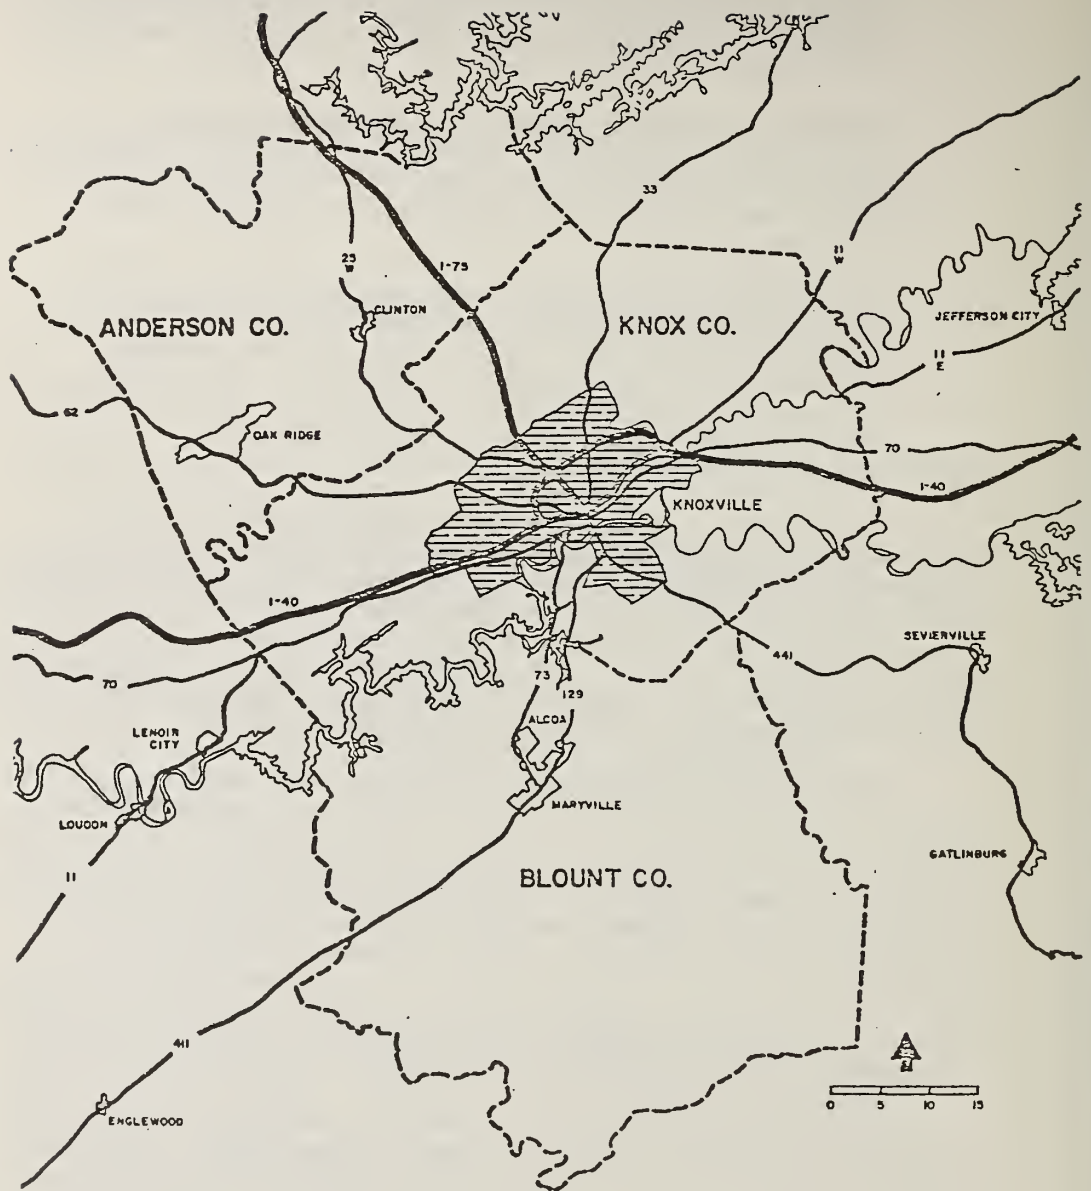 33
11
W
25
W
I-75
CLINTON
ANDERSON CO.
KNOX CO.
JEFFERSON CITY
11
E
62
OAK RIDGE
70
I-40
KNOXVILLE
I-40
SEVIERVILLE
441
70
73
129
LENOIR
CITY
ALCOA
MARYVILLE
LOUDON
GATLINBURG
11
BLOUNT CO.
411
ENGLEWOOD
0 5 10 15